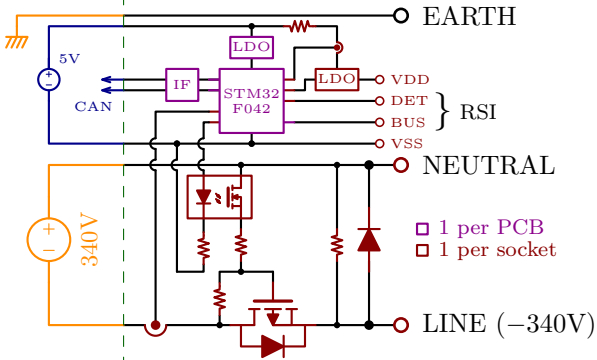 EARTH
5V
LDO
IF
STM32
F042
LDO
VDD
CAN
DET
BUS
RSI
VSS
NEUTRAL
340V
1 per PCB
1 per socket
LINE (−340V)